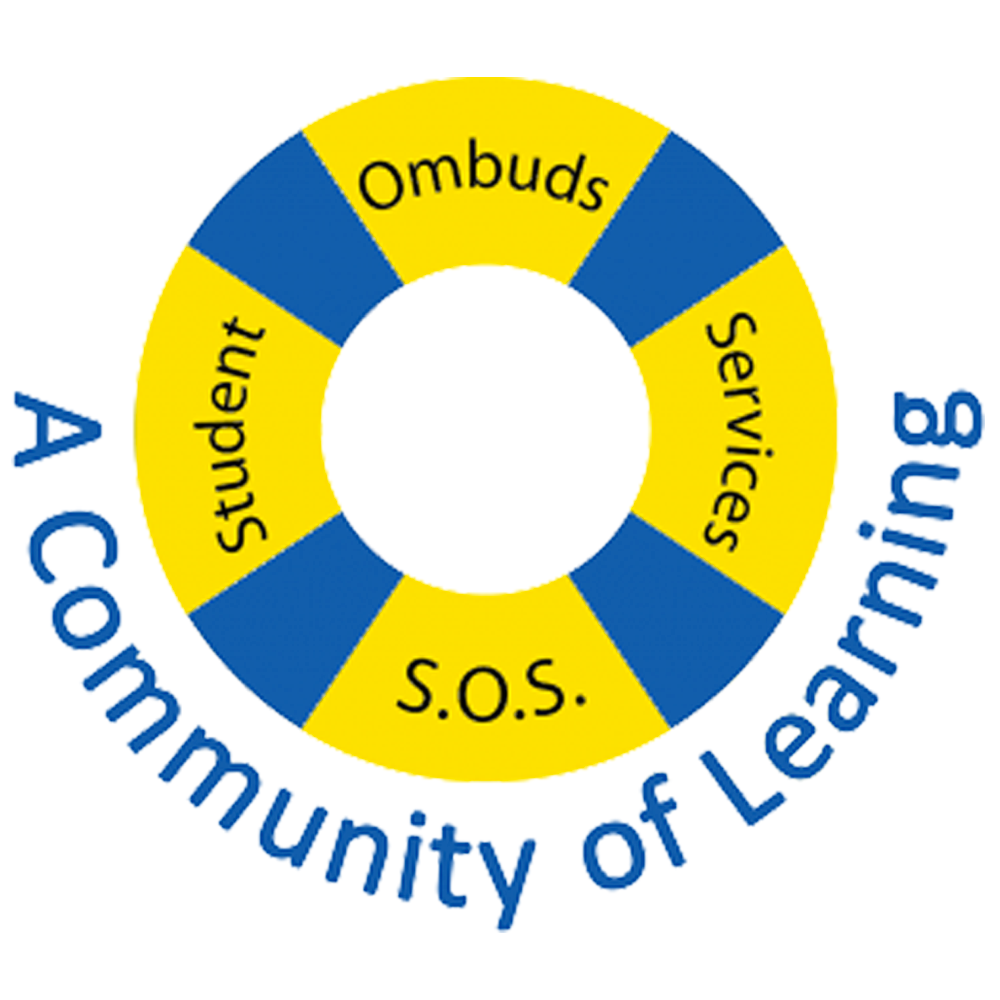 Student
Ombuds
Services
S.O.S.
A Community of Learning